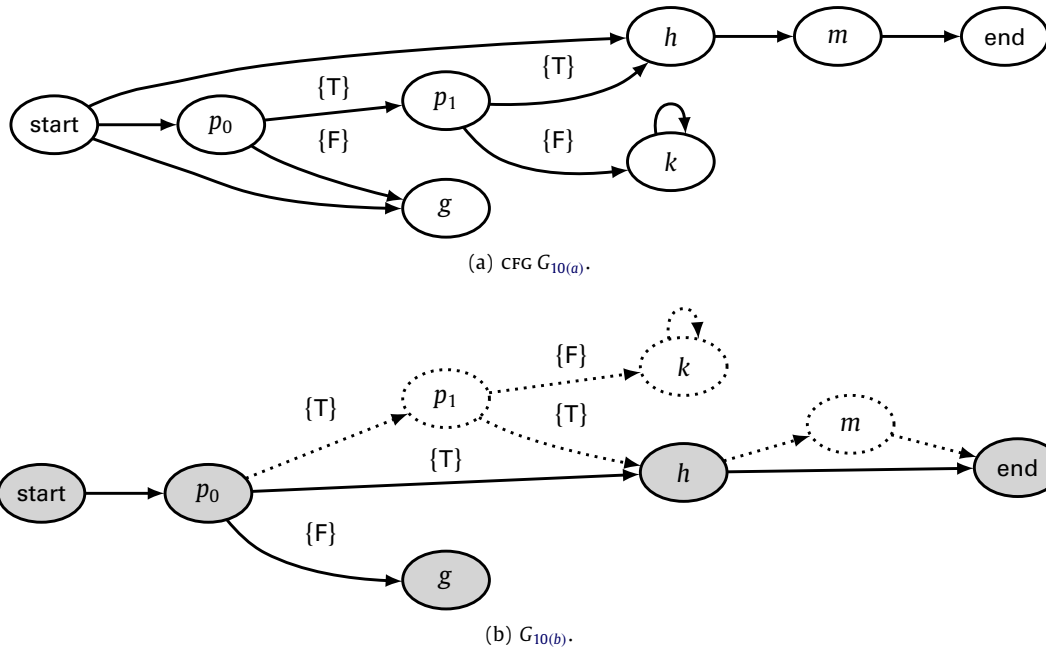 h
m
end
{T}
{T}
p1
start
p0
{F}
{F}
k
g
(a) CFG G10(a).
{F}
k
p1
{T}
{T}
m
{T}
h
end
start
p0
{F}
g
(b) G10(b).